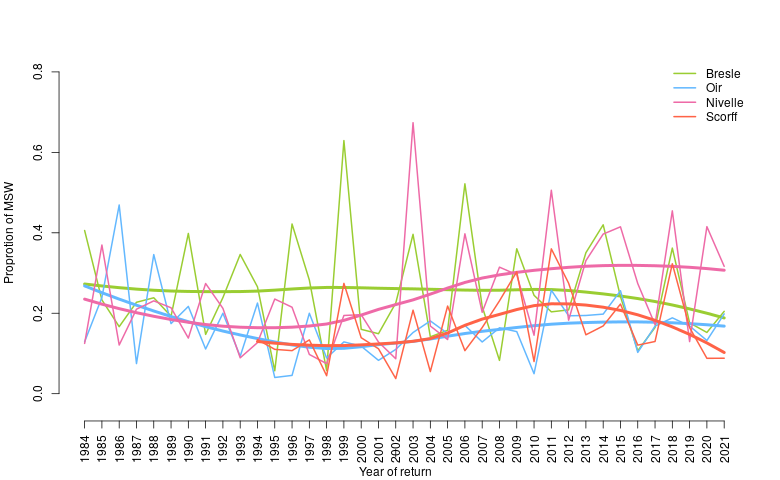 Bresle
Oir
Nivelle
Scorff
Proprotion of MSW
0.8
0.6
0.4
0.2
0.0
1984 1985 1986 1987 1988 1989 1990 1991 1992 1993 1994 1995 1996 1997 1998 1999 2000 2001 2002 2003 2004 2005 2006 2007 2008 2009 2010 2011 2012 2013 2014 2015 2016 2017 2018 2019 2020 2021
Year of return